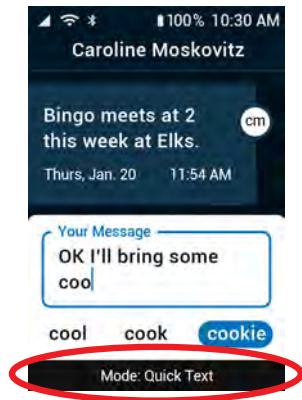 100% 10:30 AM
Caroline Moskovitz
Bingo meets at 2
this week at Elks.
cm
Thurs, Jan. 20 11:54 AM
Your Message
OK I'll bring some
coo
cool cook cookie
Mode: Quick Text